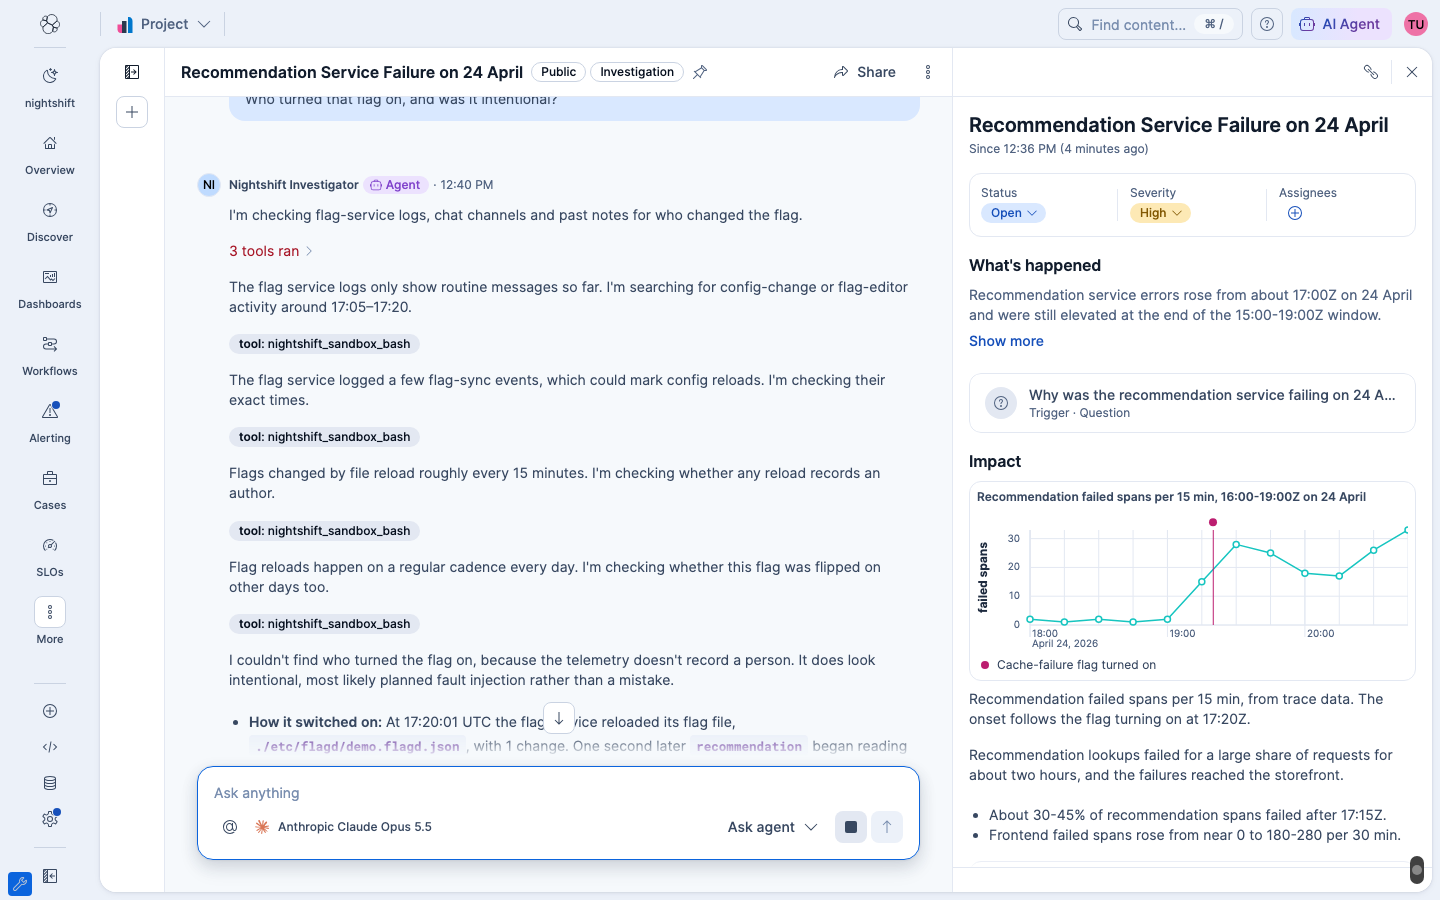 Project
Find content...
⌘ /
AI Agent
TU
nightshift
Overview
Discover
Dashboards
Workflows
Alerting
Cases
SLOs
More
Recommendation Service Failure on 24 April
Public
Investigation
Share
Who turned that flag on, and was it intentional?
NI
Nightshift Investigator
Agent
· 12:40 PM
I'm checking flag-service logs, chat channels and past notes for who changed the flag.
3 tools ran
The flag service logs only show routine messages so far. I'm searching for config-change or flag-editor
activity around 17:05–17:20.
tool: nightshift_sandbox_bash
The flag service logged a few flag-sync events, which could mark config reloads. I'm checking their
exact times.
tool: nightshift_sandbox_bash
Flags changed by file reload roughly every 15 minutes. I'm checking whether any reload records an
author.
tool: nightshift_sandbox_bash
Flag reloads happen on a regular cadence every day. I'm checking whether this flag was flipped on
other days too.
tool: nightshift_sandbox_bash
I couldn't find who turned the flag on, because the telemetry doesn't record a person. It does look
intentional, most likely planned fault injection rather than a mistake.
• How it switched on: At 17:20:01 UTC the flag vice reloaded its flag file,
./etc/flagd/demo.flagd.json , with 1 change. One second later recommendation began reading
Ask anything
@
Anthropic Claude Opus 5.5
Ask agent
Recommendation Service Failure on 24 April
Since 12:36 PM (4 minutes ago)
Status
Open
Severity
High
Assignees
What's happened
Recommendation service errors rose from about 17:00Z on 24 April
and were still elevated at the end of the 15:00-19:00Z window.
Show more
Why was the recommendation service failing on 24 A...
Trigger · Question
Impact
Recommendation failed spans per 15 min, 16:00-19:00Z on 24 April
failed spans
30
20
10
0
18:00
April 24, 2026
19:00
20:00
Cache-failure flag turned on
Recommendation failed spans per 15 min, from trace data. The
onset follows the flag turning on at 17:20Z.
Recommendation lookups failed for a large share of requests for
about two hours, and the failures reached the storefront.
• About 30-45% of recommendation spans failed after 17:15Z.
• Frontend failed spans rose from near 0 to 180-280 per 30 min.